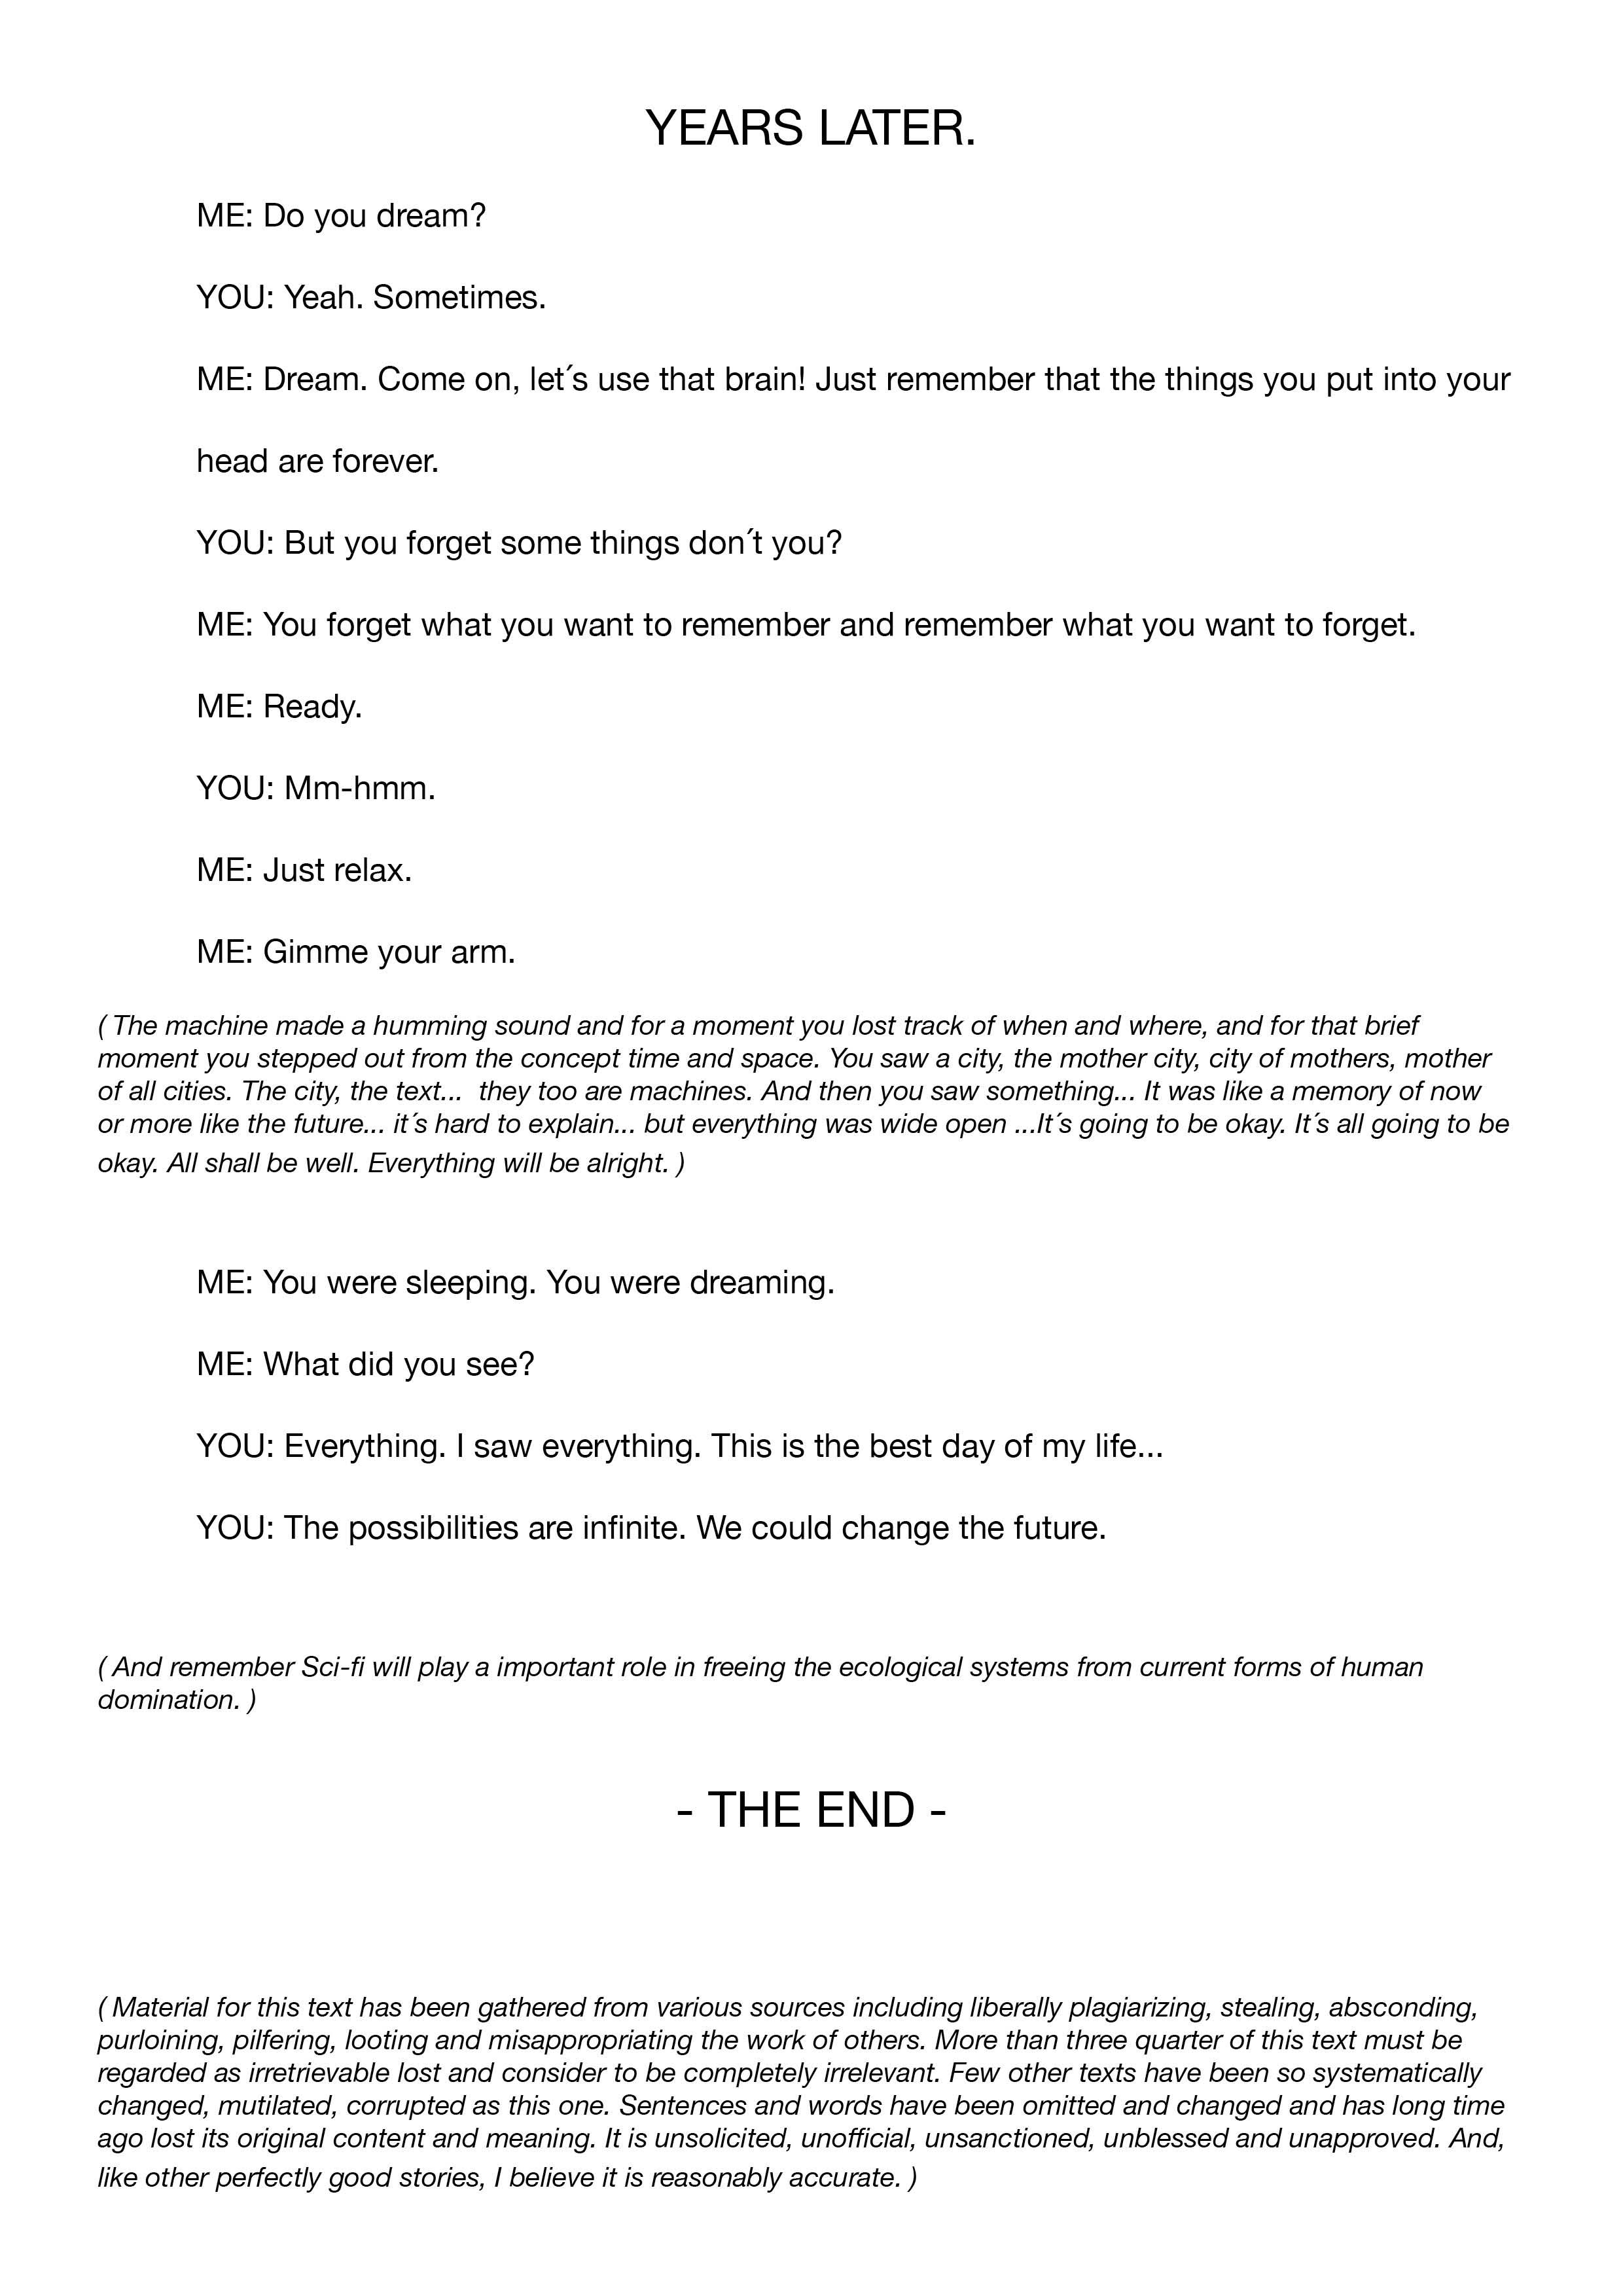 YEARS LATER.
ME: Do you dream?
YOU: Yeah. Sometimes.
ME: Dream. Come on, let´s use that brain! Just remember that the things you put into your
head are forever.
YOU: But you forget some things don´t you?
ME: You forget what you want to remember and remember what you want to forget.
ME: Ready.
YOU: Mm-hmm.
ME: Just relax.
ME: Gimme your arm.
( The machine made a humming sound and for a moment you lost track of when and where, and for that brief
moment you stepped out from the concept time and space. You saw a city, the mother city, city of mothers, mother
of all cities. The city, the text...  they too are machines. And then you saw something... It was like a memory of now
or more like the future... it´s hard to explain... but everything was wide open ...It´s going to be okay. It´s all going to be
okay. All shall be well. Everything will be alright. )
ME: You were sleeping. You were dreaming.
ME: What did you see?
YOU: Everything. I saw everything. This is the best day of my life...
YOU: The possibilities are infinite. We could change the future.
( And remember Sci-fi will play a important role in freeing the ecological systems from current forms of human
domination. )
- THE END -
( Material for this text has been gathered from various sources including liberally plagiarizing, stealing, absconding,
purloining, pilfering, looting and misappropriating the work of others. More than three quarter of this text must be
regarded as irretrievable lost and consider to be completely irrelevant. Few other texts have been so systematically
changed, mutilated, corrupted as this one. Sentences and words have been omitted and changed and has long time
ago lost its original content and meaning. It is unsolicited, unofficial, unsanctioned, unblessed and unapproved. And,
like other perfectly good stories, I believe it is reasonably accurate. )